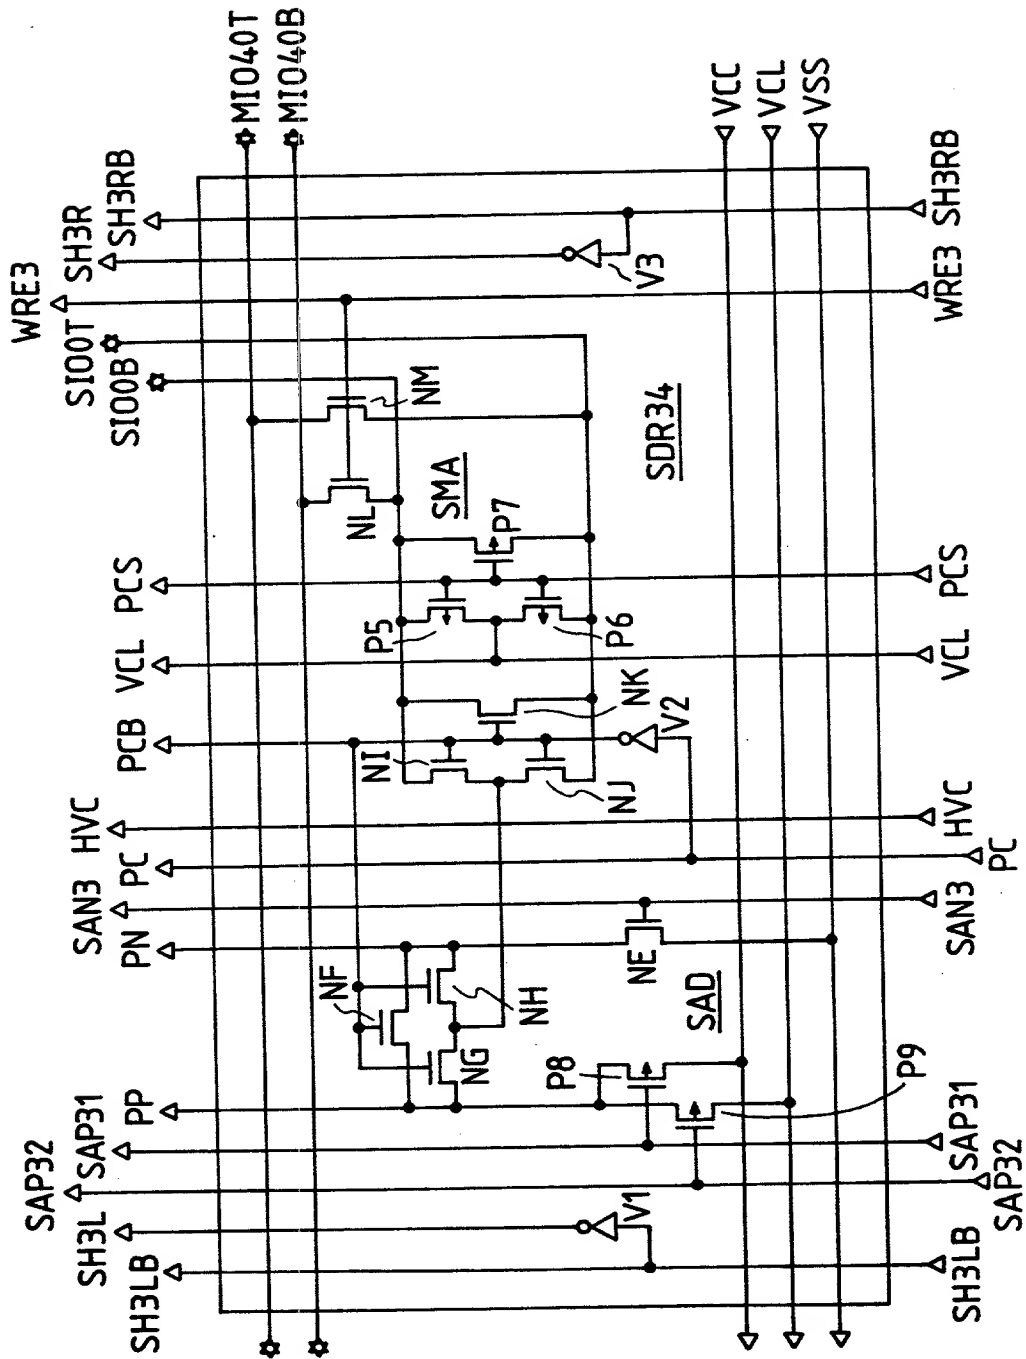 MIO40T
MIO40B
SH3RB
SH3R
WRE3
SIO0T
SIO0B
VCC
VCL
VSS
V3
SH3RB
WRE3
NM
NL
SMA
SDR34
P7
PCS
P5
P6
PCS
VCL
VCL
NK
V2
PCB
NI
NJ
HVC
HVC
PC
PC
SAN3
SAN3
PN
NE
NF
NH
SAD
NG
P8
P9
PP
SAP31
SAP31
SAP32
SAP32
SH3L
V1
SH3LB
SH3LB